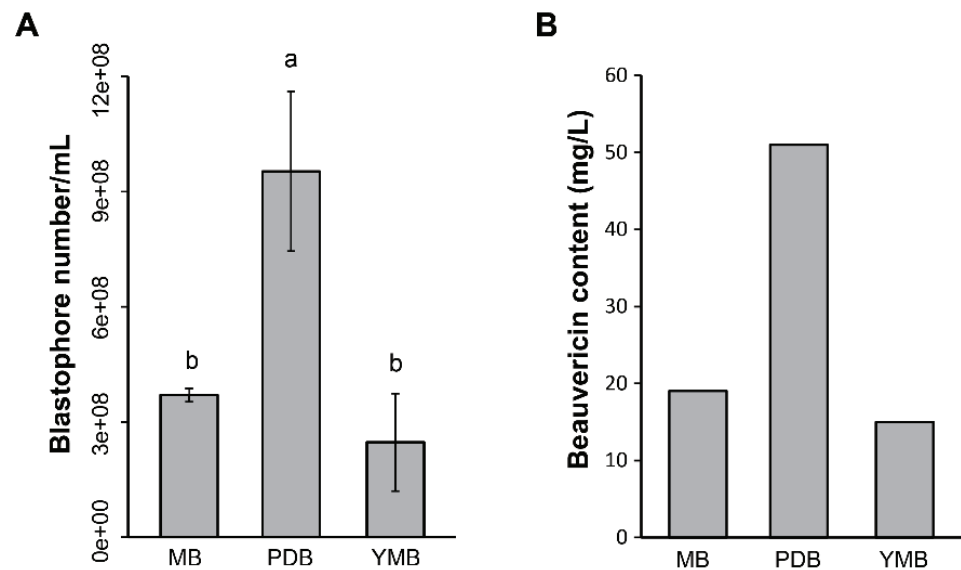 A
Blastophore number/mL
12e+08
9e+08
6e+08
3e+08
0e+00
b
a
b
MB
PDB
YMB
B
Beauvericin content (mg/L)
60
50
40
30
20
10
0
MB
PDB
YMB